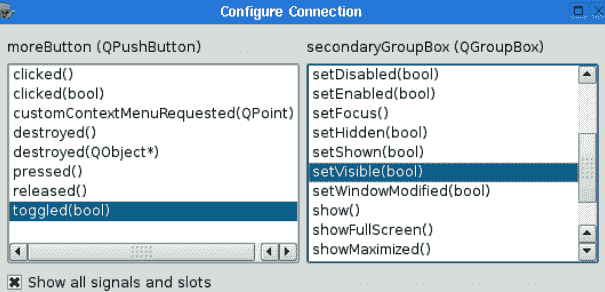 Configure Connection
moreButton (QPushButton)
secondaryGroupBox (QGroupBox)
clicked()
clicked(bool)
customContextMenuRequested(QPoint)
destroyed()
destroyed(QObject*)
pressed()
released()
toggled(bool)
setDisabled(bool)
setEnabled(bool)
setFocus()
setHidden(bool)
setShown(bool)
setVisible(bool)
setWindowModified(bool)
show()
showFullScreen()
showMaximized()
Show all signals and slots